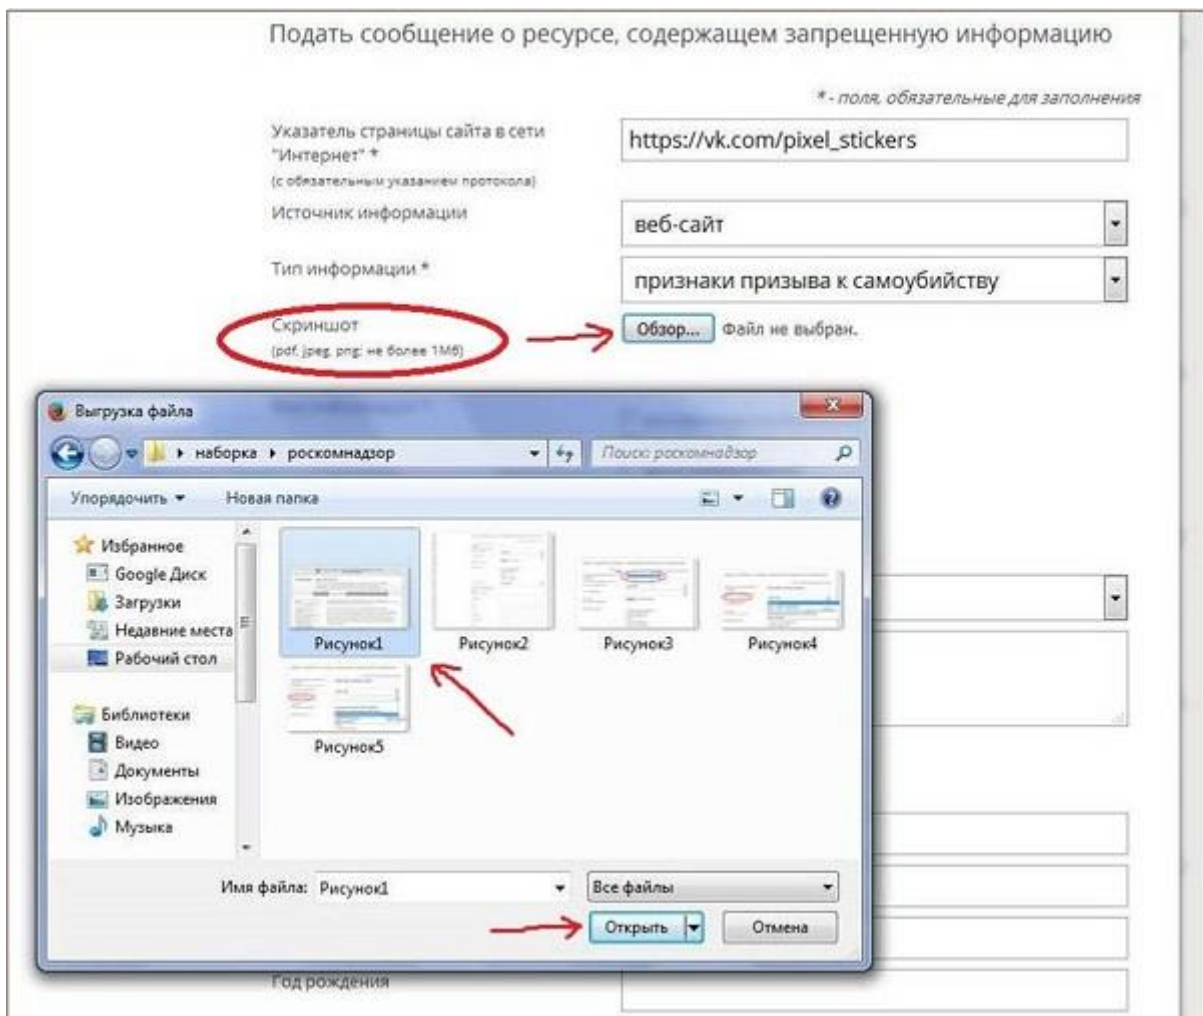 Подать сообщение о ресурсе, содержащем запрещенную информацию
* - поля, обязательные для заполнения
Указатель страницы сайта в сети
"Интернет" *
(с обязательным указанием протокола)
https://vk.com/pixel_stickers
Источник информации
веб-сайт
Тип информации *
признаки призыва к самоубийству
Скриншот
(pdf, jpeg, png; не более 1Мб)
Обзор... Файл не выбран.
Выгрузка файла
наборка
роскомнадзор
Поиск: роскомнадзор
Упорядочить
Новая папка
Избранное
Google Диск
Загрузки
Недавние места
Рабочий стол
Библиотеки
Видео
Документы
Изображения
Музыка
Рисунок1
Рисунок2
Рисунок3
Рисунок4
Рисунок5
Имя файла: Рисунок1
Все файлы
Открыть
Отмена
Год рождения